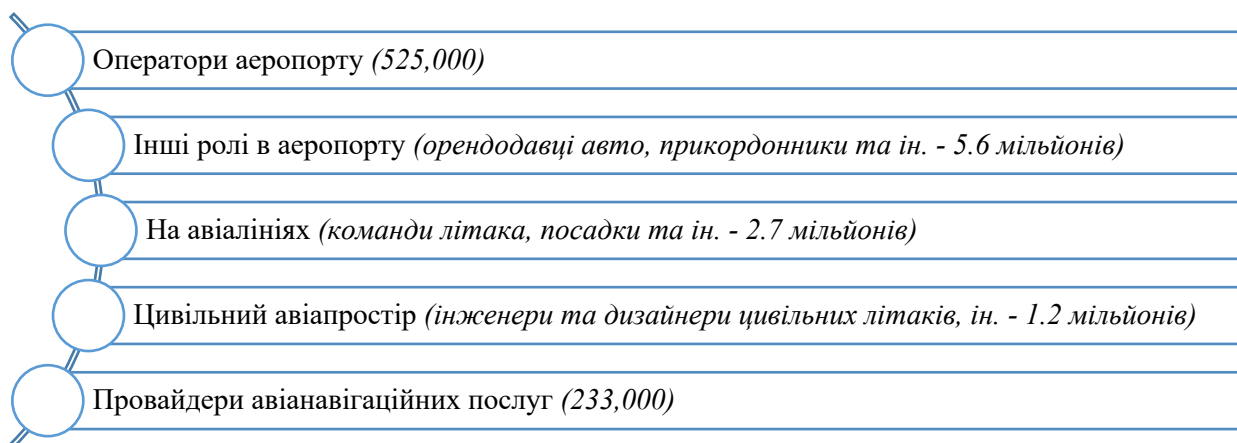 Оператори аеропорту (525,000)
Інші ролі в аеропорту (орендодавці авто, прикордонники та ін. - 5.6 мільйонів)
На авіалініях (команди літака, посадки та ін. - 2.7 мільйонів)
Цивільний авіапростір (інженери та дизайнери цивільних літаків, ін. - 1.2 мільйонів)
Провайдери авіанавігаційних послуг (233,000)